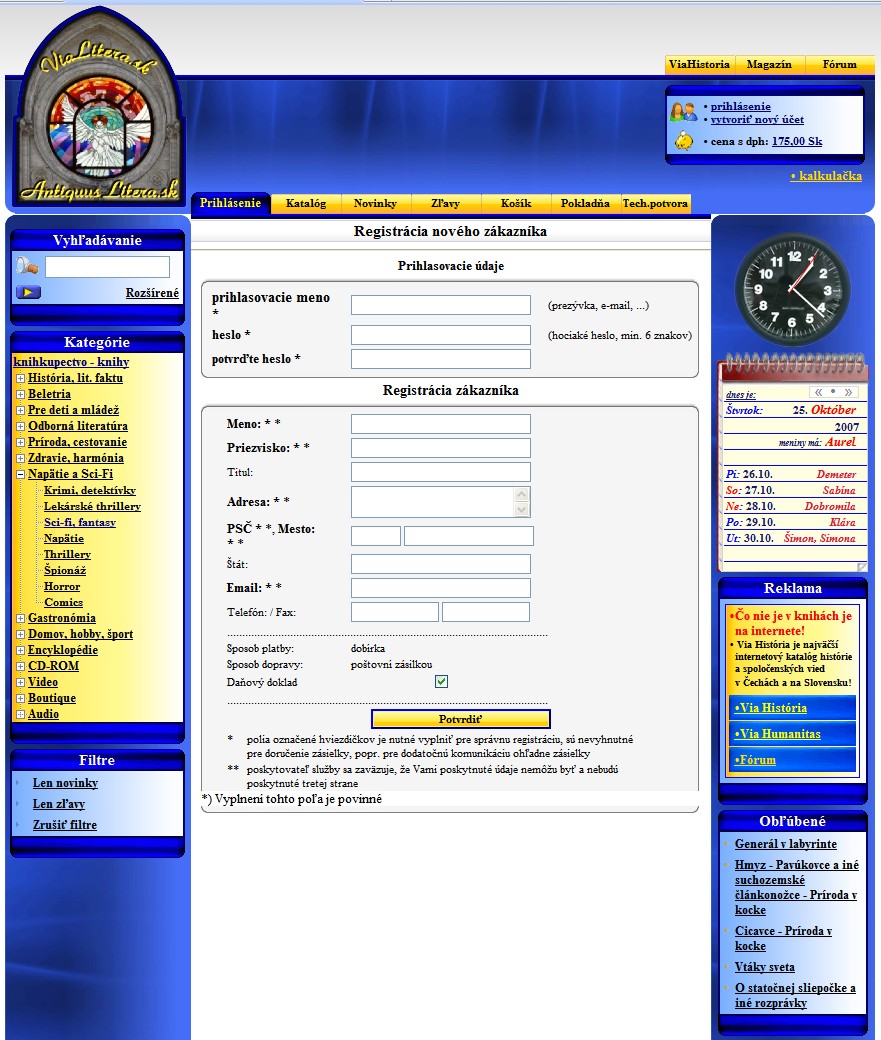 ViaLitera.sk
Antiquus Litera.sk
ViaHistoria Magazín Fórum
• prihlásenie
• vytvoriť nový účet
• cena s dph: 175,00 Sk
• kalkulačka
Prihlásenie Katalóg Novinky Zľavy Košík Pokladňa Tech.potvora
Vyhľadávanie
Rozšírené
Kategórie
knihkupectvo - knihy
História, lit. faktu
Beletria
Pre deti a mládež
Odborná literatúra
Príroda, cestovanie
Zdravie, harmónia
Napätie a Sci-Fi
Krimi, detektívky
Lekárske thrillery
Sci-fi, fantasy
Napätie
Thrillery
Špionáž
Horror
Comics
Gastronómia
Domov, hobby, šport
Encyklopédie
CD-ROM
Video
Boutique
Audio
Filtre
Len novinky
Len zľavy
Zrušiť filtre
Registrácia nového zákazníka
Prihlasovacie údaje
prihlasovacie meno
*
(prezývka, e-mail, ...)
heslo *
(hociaké heslo, min. 6 znakov)
potvrďte heslo *
Registrácia zákazníka
Meno: * *
Priezvisko: * *
Titul:
Adresa: * *
PSČ * *, Mesto:
* *
Štát:
Email: * *
Telefón: / Fax:
Sposob platby: dobirka
Sposob dopravy: poštovni zásilkou
Daňový doklad
Potvrdiť
* polia označené hviezdičkov je nutné vyplniť pre správnu registráciu, sú nevyhnutné
pre doručenie zásielky, popr. pre dodatočnú komunikáciu ohľadne zásielky
** poskytovateľ služby sa zaväzuje, že Vami poskytnuté údaje nemôžu byť a nebudú
poskytnuté tretej strane
*) Vyplnení tohto poľa je povinné
12
1
2
3
4
5
6
7
8
9
10
11
dnes je: « • »
Štvrtok: 25. Október
2007
meniny má: Aurel
Pi: 26.10. Demeter
So: 27.10. Sabína
Ne: 28.10. Dobromila
Po: 29.10. Klára
Ut: 30.10. Šimon, Simona
Reklama
•Čo nie je v knihách je
na internete!
• Via História je najväčší
internetový katalóg histórie
a spoločenských vied
v Čechách a na Slovensku!
•Via História
•Via Humanitas
•Fórum
Obľúbené
Generál v labyrinte
Hmyz - Pavúkovce a iné
suchozemské
článkonožce - Príroda v
kocke
Cicavce - Príroda v
kocke
Vtáky sveta
O statočnej sliepočke a
iné rozprávky